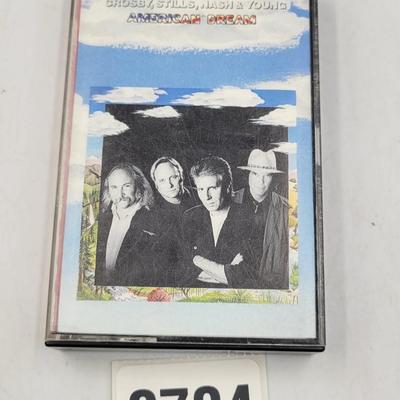 CROSBY, STILLS, NASH & YOUNG
AMERICAN DREAM